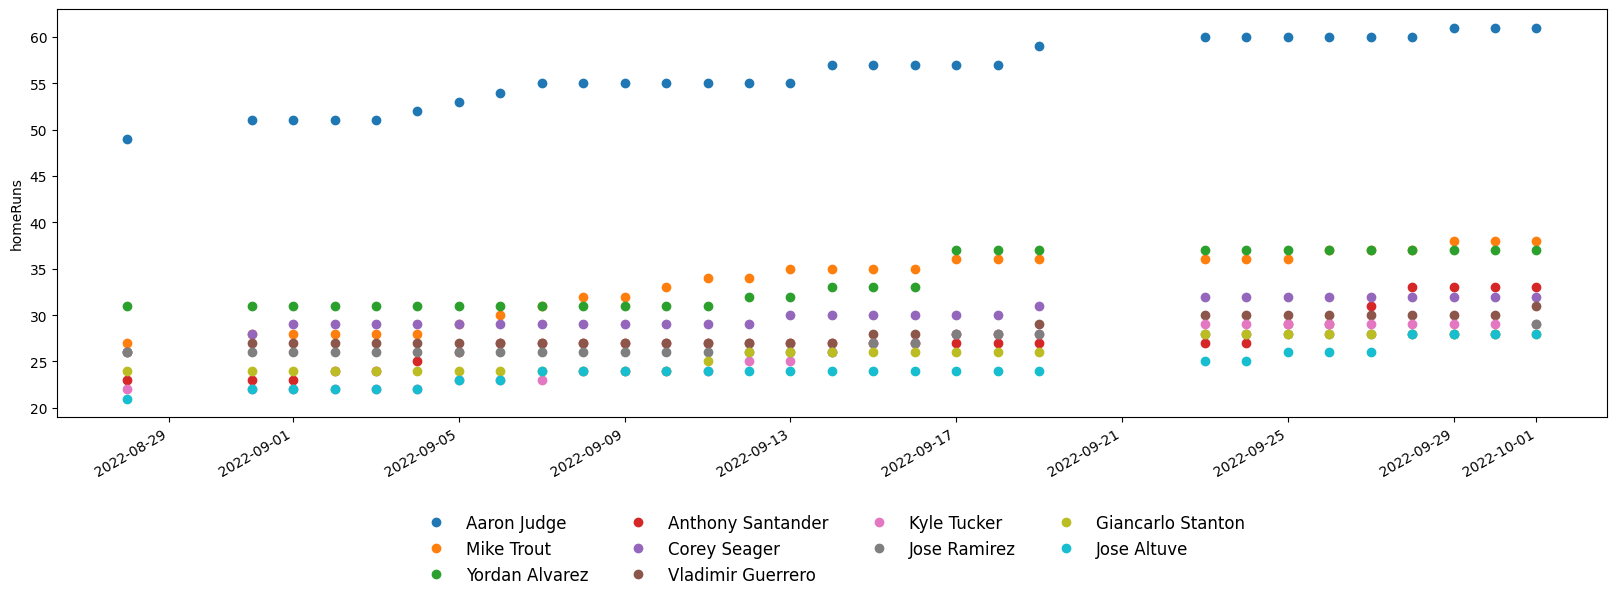 60
55
50
45
40
35
30
25
20
homeRuns
2022-08-29
2022-09-01
2022-09-05
2022-09-09
2022-09-13
2022-09-17
2022-09-21
2022-09-25
2022-09-29
2022-10-01
Aaron Judge
Mike Trout
Yordan Alvarez
Anthony Santander
Corey Seager
Vladimir Guerrero
Kyle Tucker
Jose Ramirez
Giancarlo Stanton
Jose Altuve